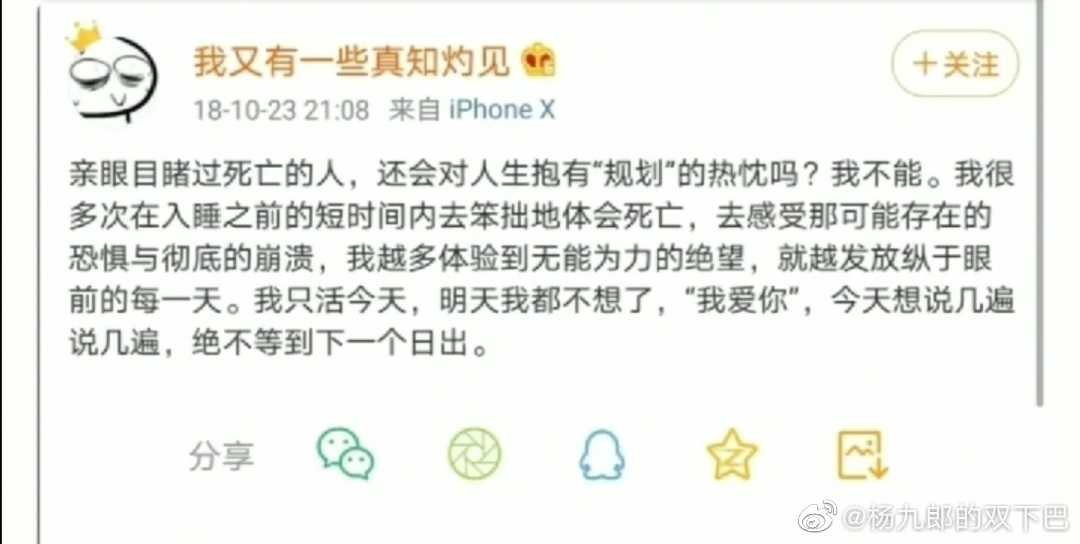 我又有一些真知灼见
+关注
18-10-23 21:08 来自 iPhone X
亲眼目睹过死亡的人，还会对人生抱有“规划”的热忱吗？我不能。我很
多次在入睡之前的短时间内去笨拙地体会死亡，去感受那可能存在的
恐惧与彻底的崩溃，我越多体验到无能为力的绝望，就越发放纵于眼
前的每一天。我只活今天，明天我都不想了，“我爱你”，今天想说几遍
说几遍，绝不等到下一个日出。
分享
@杨九郎的双下巴